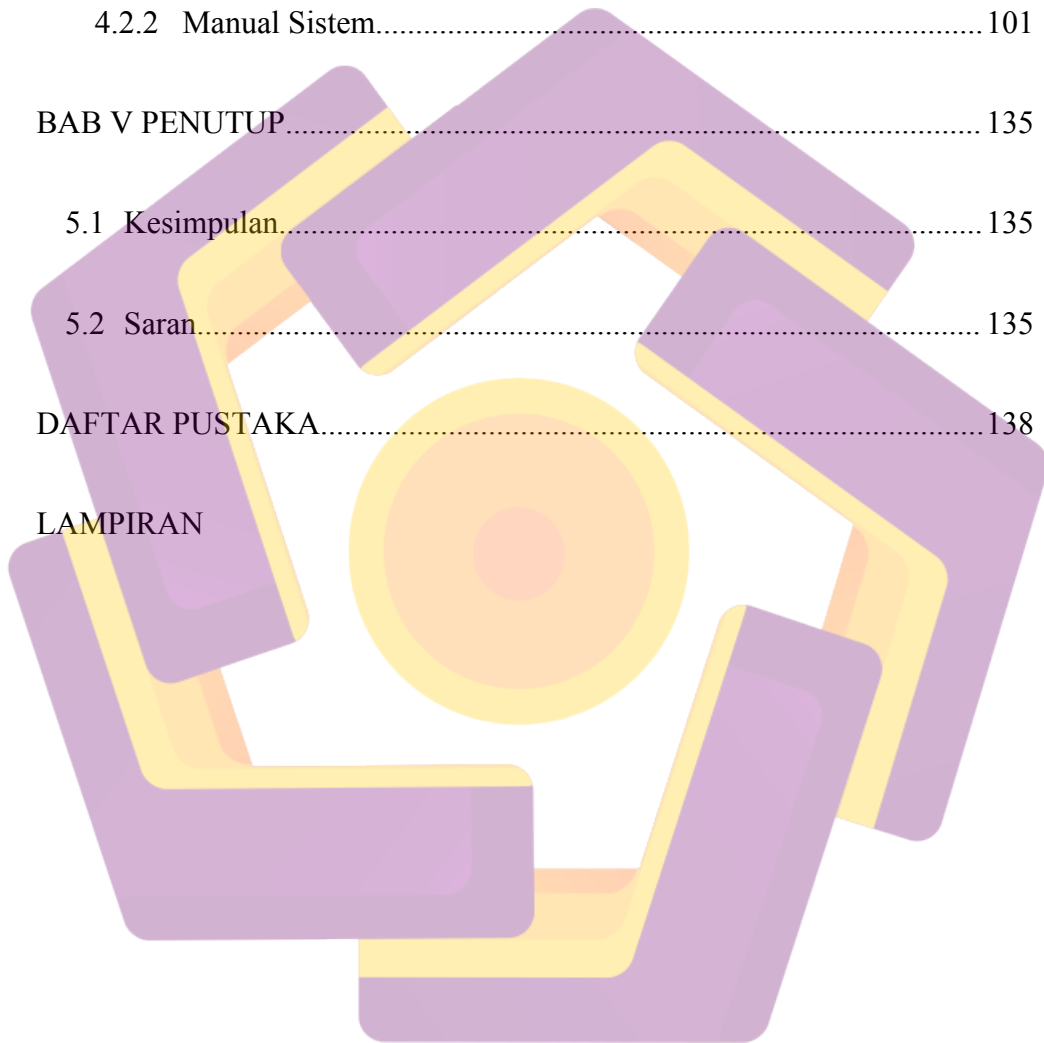 4.2.2 Manual Sistem.......................................................................................101
BAB V PENUTUP....................................................................................................135
5.1 Kesimpulan.....................................................................................................135
5.2 Saran.................................................................................................................135
DAFTAR PUSTAKA...............................................................................................138
LAMPIRAN